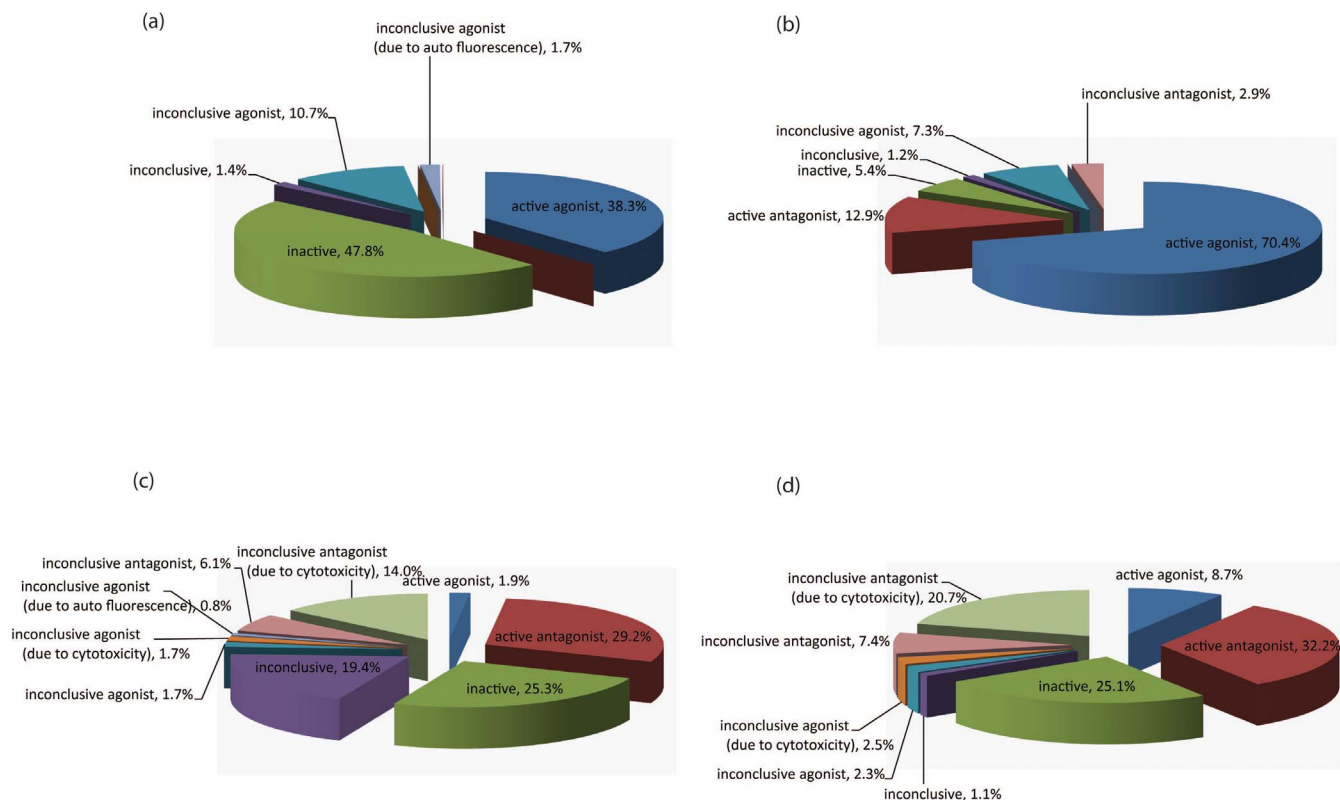 (a)
inconclusive agonist
(due to auto fluorescence), 1.7%
inconclusive agonist, 10.7%
inconclusive, 1.4%
active agonist, 38.3%
inactive, 47.8%
(b)
inconclusive antagonist, 2.9%
inconclusive agonist, 7.3%
inconclusive, 1.2%
inactive, 5.4%
active antagonist, 12.9%
active agonist, 70.4%
(c)
inconclusive antagonist
(due to cytotoxicity), 14.0%
inconclusive antagonist, 6.1%
active agonist, 1.9%
inconclusive agonist
(due to auto fluorescence), 0.8%
inconclusive agonist
(due to cytotoxicity), 1.7%
active antagonist, 29.2%
inconclusive, 19.4%
inactive, 25.3%
inconclusive agonist, 1.7%
(d)
active agonist, 8.7%
inconclusive antagonist
(due to cytotoxicity), 20.7%
inconclusive antagonist, 7.4%
active antagonist, 32.2%
inactive, 25.1%
inconclusive agonist
(due to cytotoxicity), 2.5%
inconclusive agonist, 2.3%
inconclusive, 1.1%